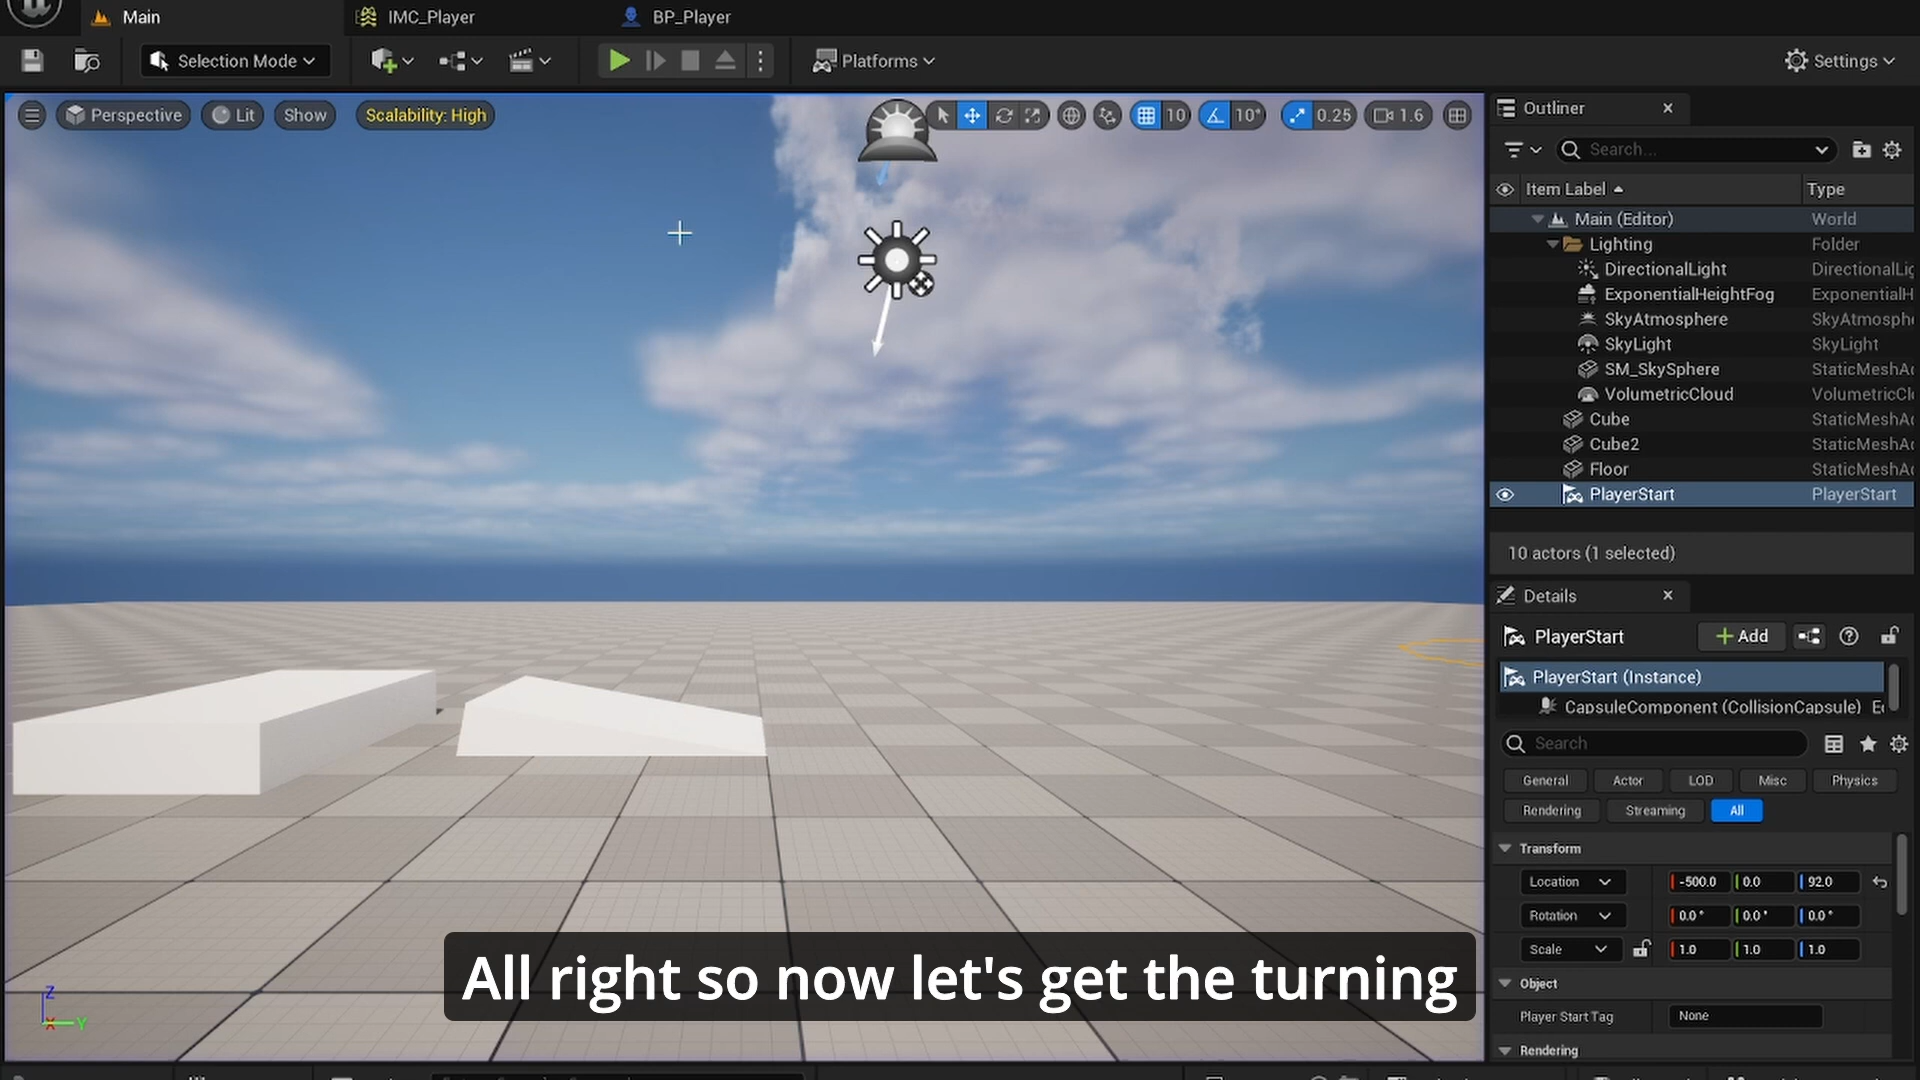 Main
IMC_Player
BP_Player
Selection Mode
Platforms
Settings
Perspective
Lit
Show
Scalability: High
10
10°
0.25
1.6
Outliner
Search...
Item Label
Type
Main (Editor)
World
Lighting
Folder
DirectionalLight
DirectionalLig
ExponentialHeightFog
ExponentialH
SkyAtmosphere
SkyAtmosphe
SkyLight
SkyLight
SM_SkySphere
StaticMeshAc
VolumetricCloud
VolumetricCl
Cube
StaticMeshAc
Cube2
StaticMeshAc
Floor
StaticMeshAc
PlayerStart
PlayerStart
10 actors (1 selected)
Details
PlayerStart
Add
PlayerStart (Instance)
CapsuleComponent (CollisionCapsule)
Search
General
Actor
LOD
Misc
Physics
Rendering
Streaming
All
Transform
Location
-500.0
0.0
92.0
Rotation
0.0°
0.0°
0.0°
Scale
1.0
1.0
1.0
Object
Player Start Tag
None
Rendering
Z
X
Y
All right so now let's get the turning